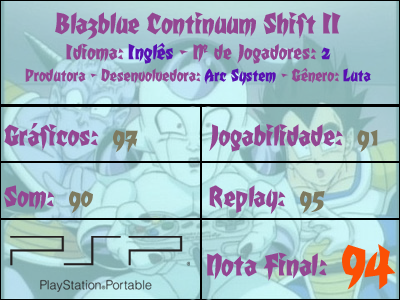 Blazblue Continuum Shift II
Idioma: Inglês - Nº de Jogadores: 2
Produtora - Desenvolvedora: Arc System - Gênero: Luta
Gráficos: 97
Jogabilidade: 91
Som: 90
Replay: 95
PSP
PlayStation®Portable
Nota Final: 94